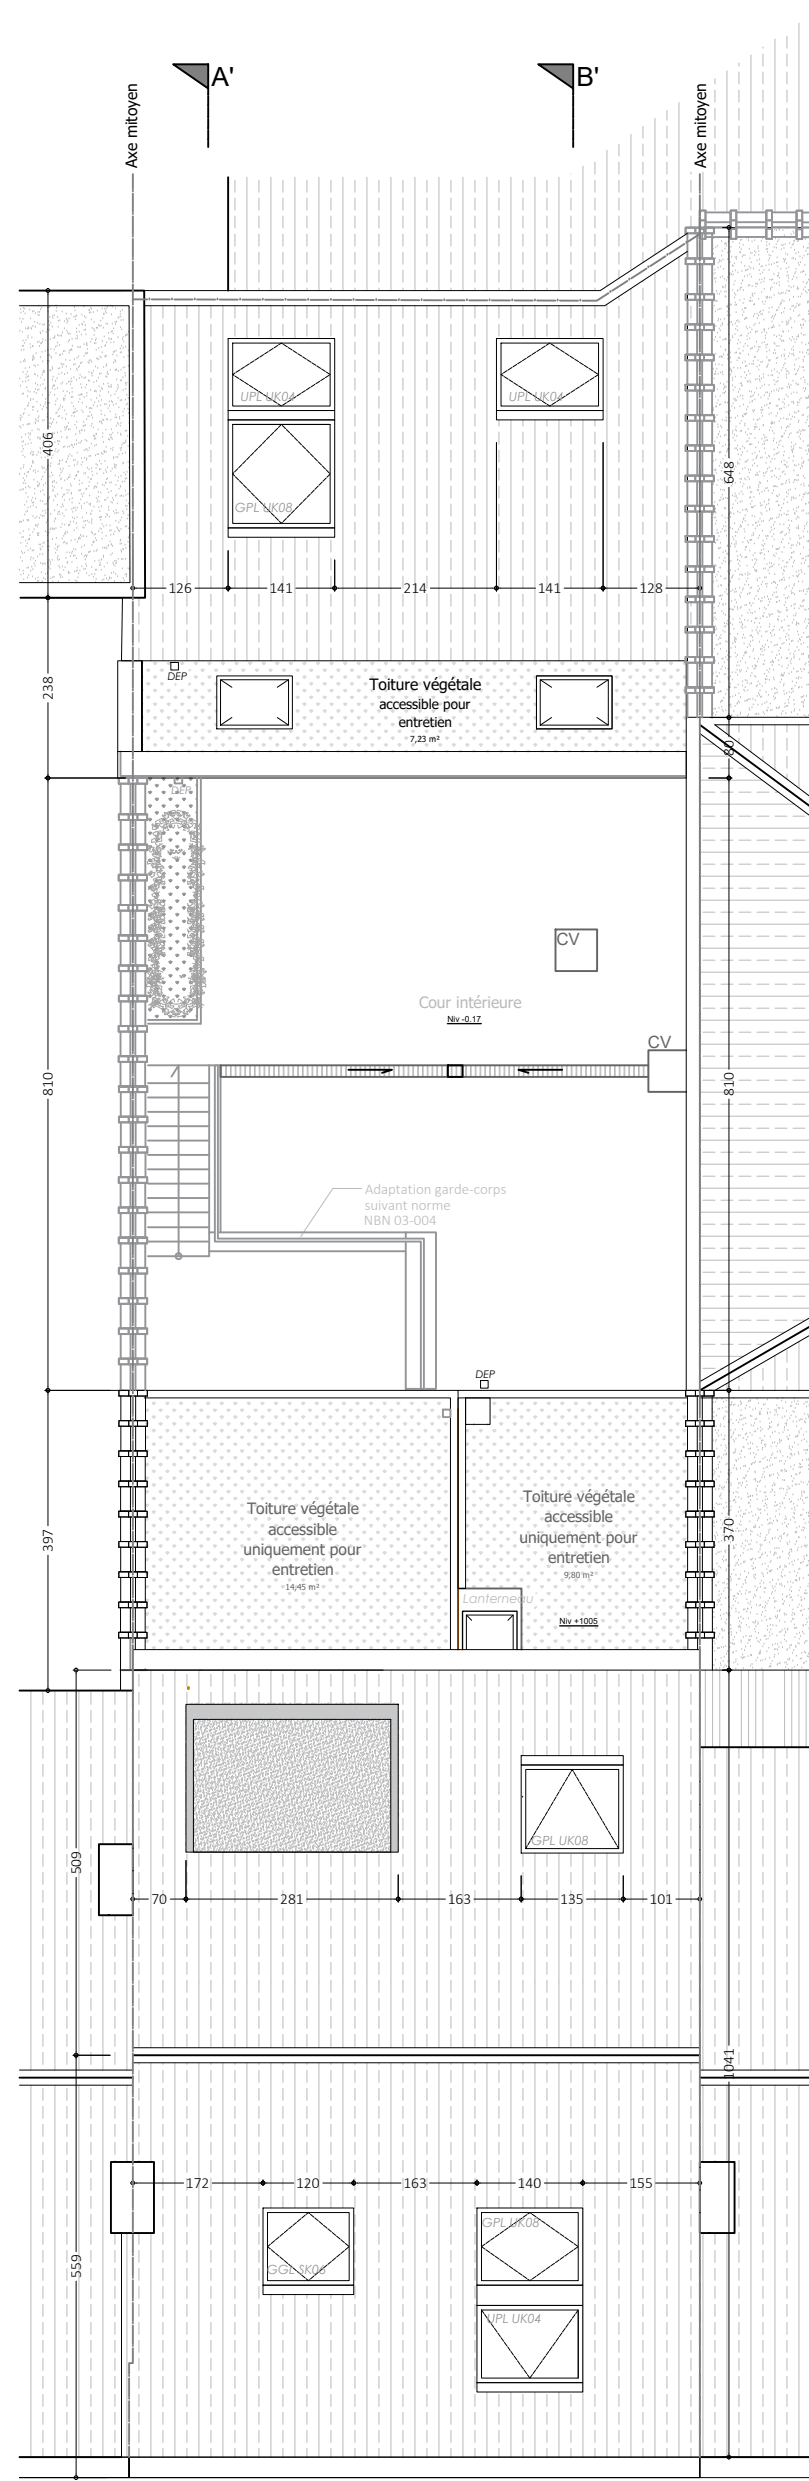 A'
B'
Axe mitoyen
Axe mitoyen
UPL UK04
UPL UK04
406
648
GPL UK08
126
141
214
141
128
238
DEP
Toiture végétale
accessible pour
entretien
7,23 m²
80
DEP
CV
Cour intérieure
Niv -0.17
CV
810
810
Adaptation garde-corps
suivant norme
NBN 03-004
DEP
397
Toiture végétale
accessible
uniquement pour
entretien
14,45 m²
Toiture végétale
accessible
uniquement pour
entretien
9,80 m²
370
Lanterneau
Niv +1005
GPL UK08
509
70
281
163
135
101
1041
172
120
163
140
155
GPL UK08
559
GGL SK06
UPL UK04